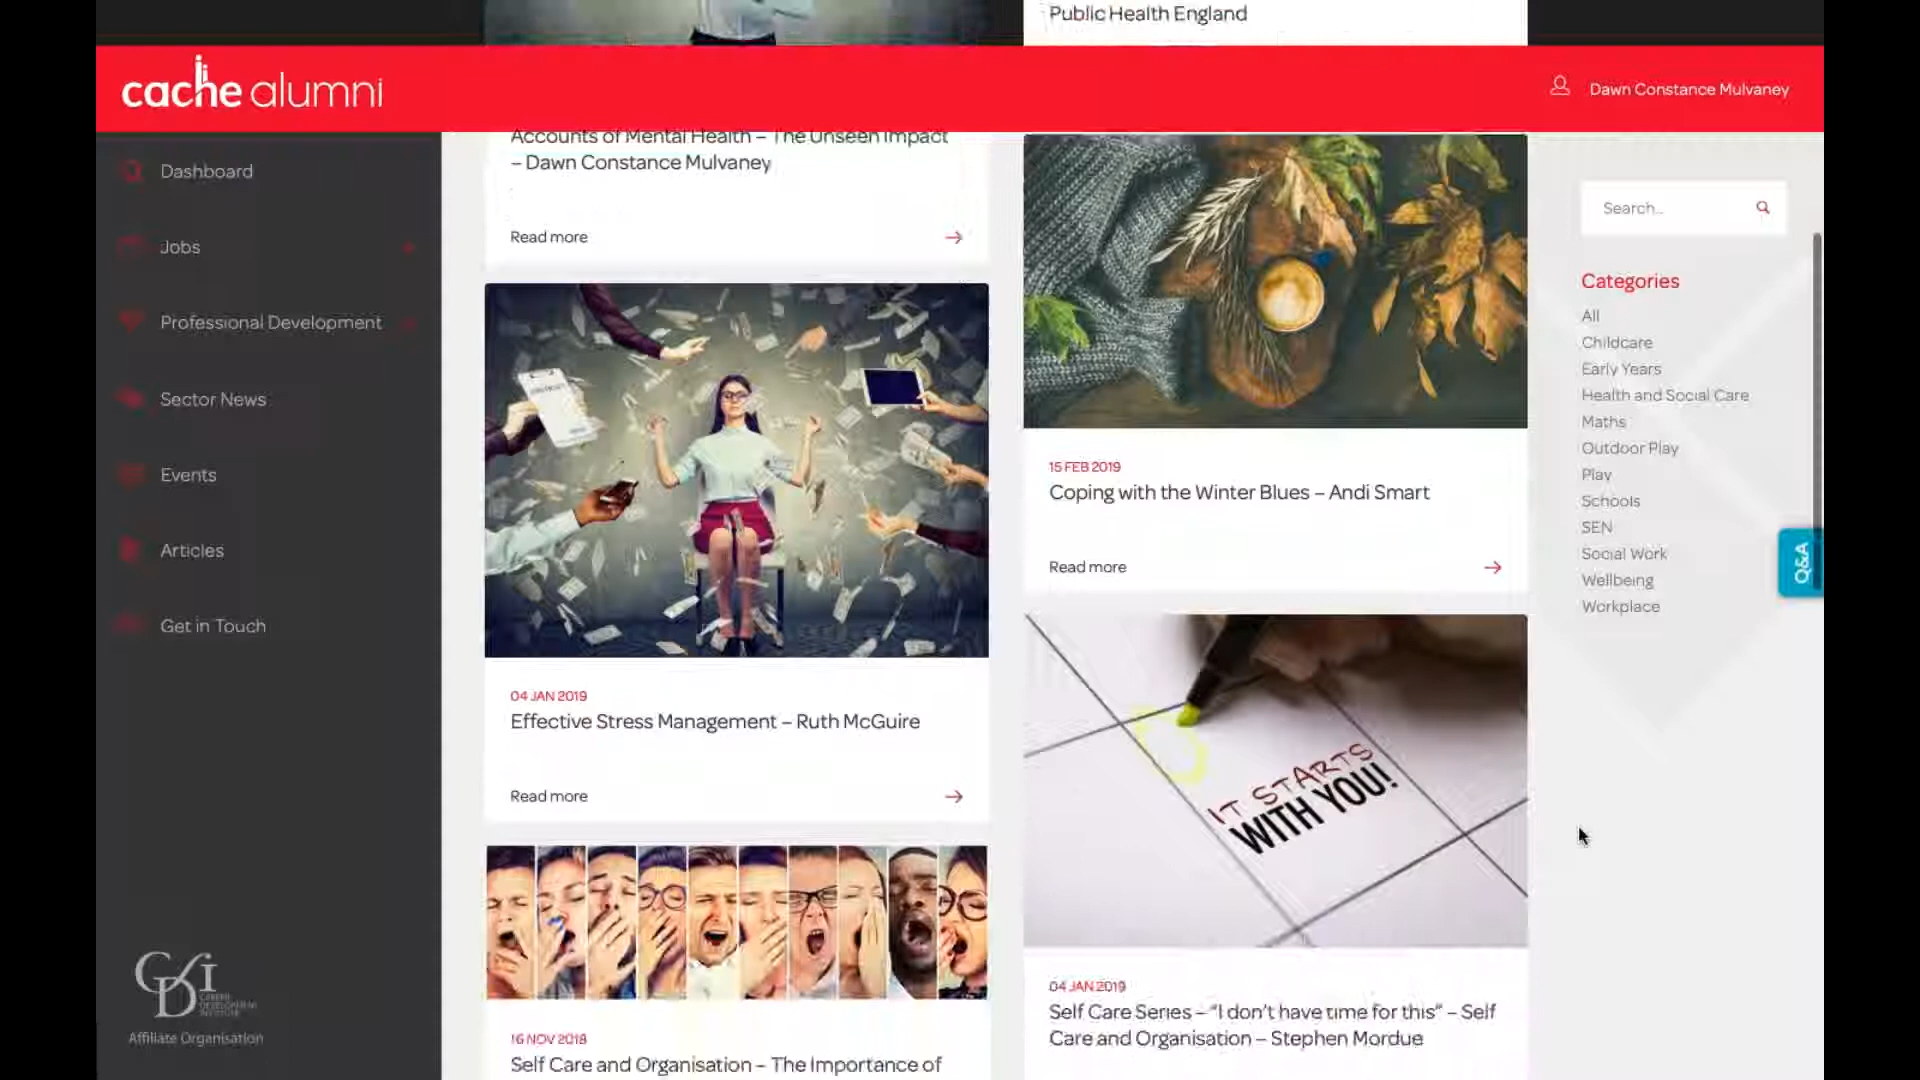 Public Health England
cache alumni
Dawn Constance Mulvaney
Dashboard
Jobs
Professional Development
Sector News
Events
Articles
Get in Touch
Affiliate Organisation
Accounts of Mental Health – The Unseen Impact
– Dawn Constance Mulvaney
Read more
04 JAN 2019
Effective Stress Management – Ruth McGuire
Read more
16 NOV 2018
Self Care and Organisation – The Importance of
15 FEB 2019
Coping with the Winter Blues – Andi Smart
Read more
IT STARTS
WITH YOU!
04 JAN 2019
Self Care Series – “I don’t have time for this” – Self
Care and Organisation – Stephen Mordue
Search...
Categories
All
Childcare
Early Years
Health and Social Care
Maths
Outdoor Play
Play
Schools
SEN
Social Work
Wellbeing
Workplace
Q&A
CDI
CAREER
DEVELOPMENT
INSTITUTE